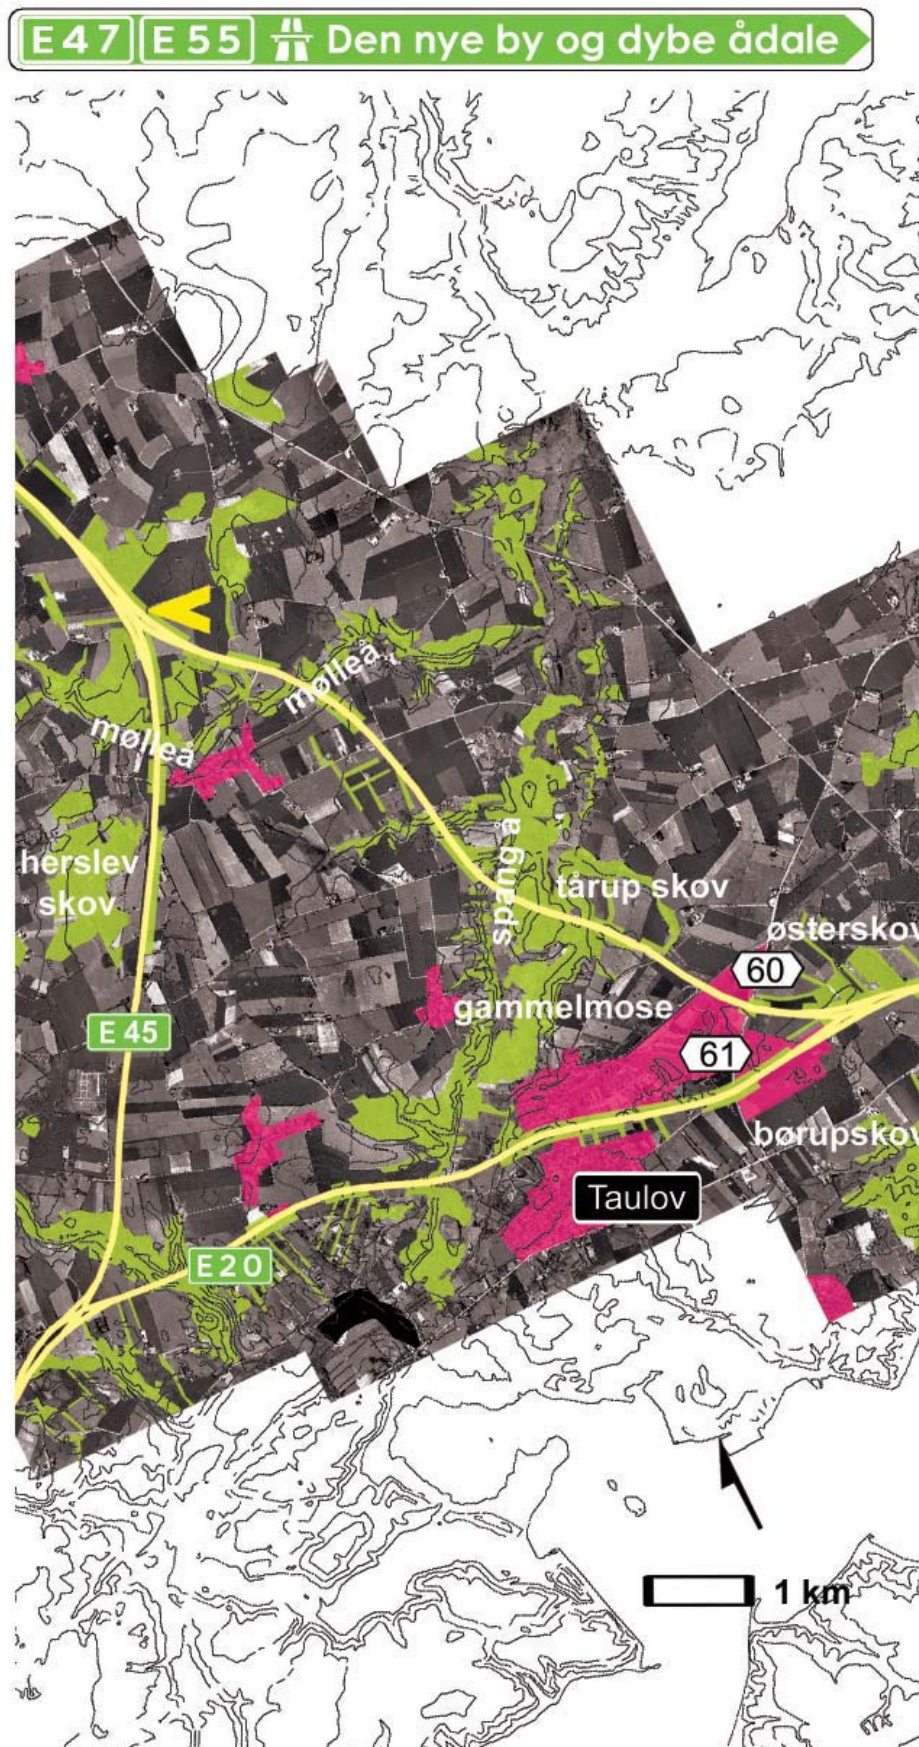 E47 E55 Den nye by og dybe ådale
mølleå
mølleå
herslev
skov
spang å
tårup skov
østerskov
60
gammelmose
E 45
61
børupskov
Taulov
E20
1 km